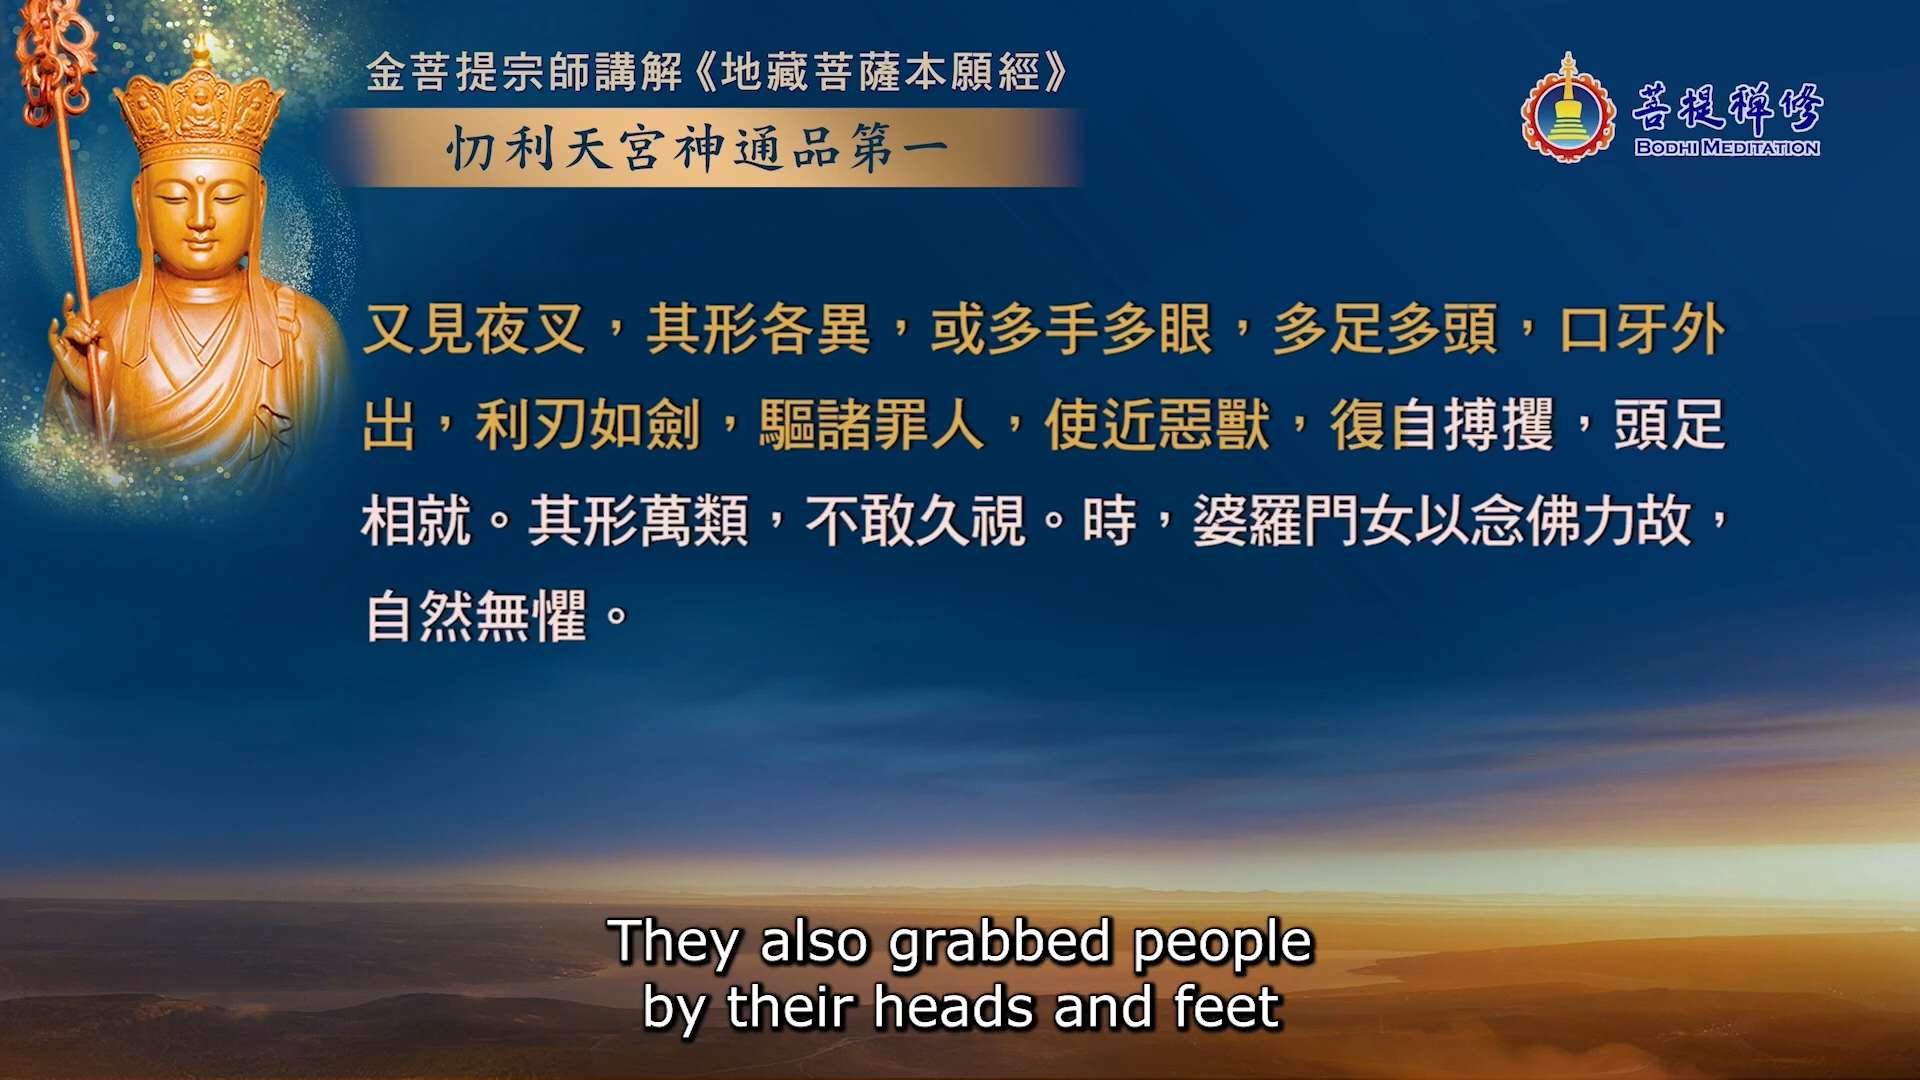 金菩提宗師講解《地藏菩薩本願經》
忉利天宮神通品第一
菩提禪修
BODHI MEDITATION
又見夜叉，其形各異，或多手多眼，多足多頭，口牙外
出，利刃如劍，驅諸罪人，使近惡獸，復自搏攫，頭足
相就。其形萬類，不敢久視。時，婆羅門女以念佛力故，
自然無懼。
They also grabbed people
by their heads and feet